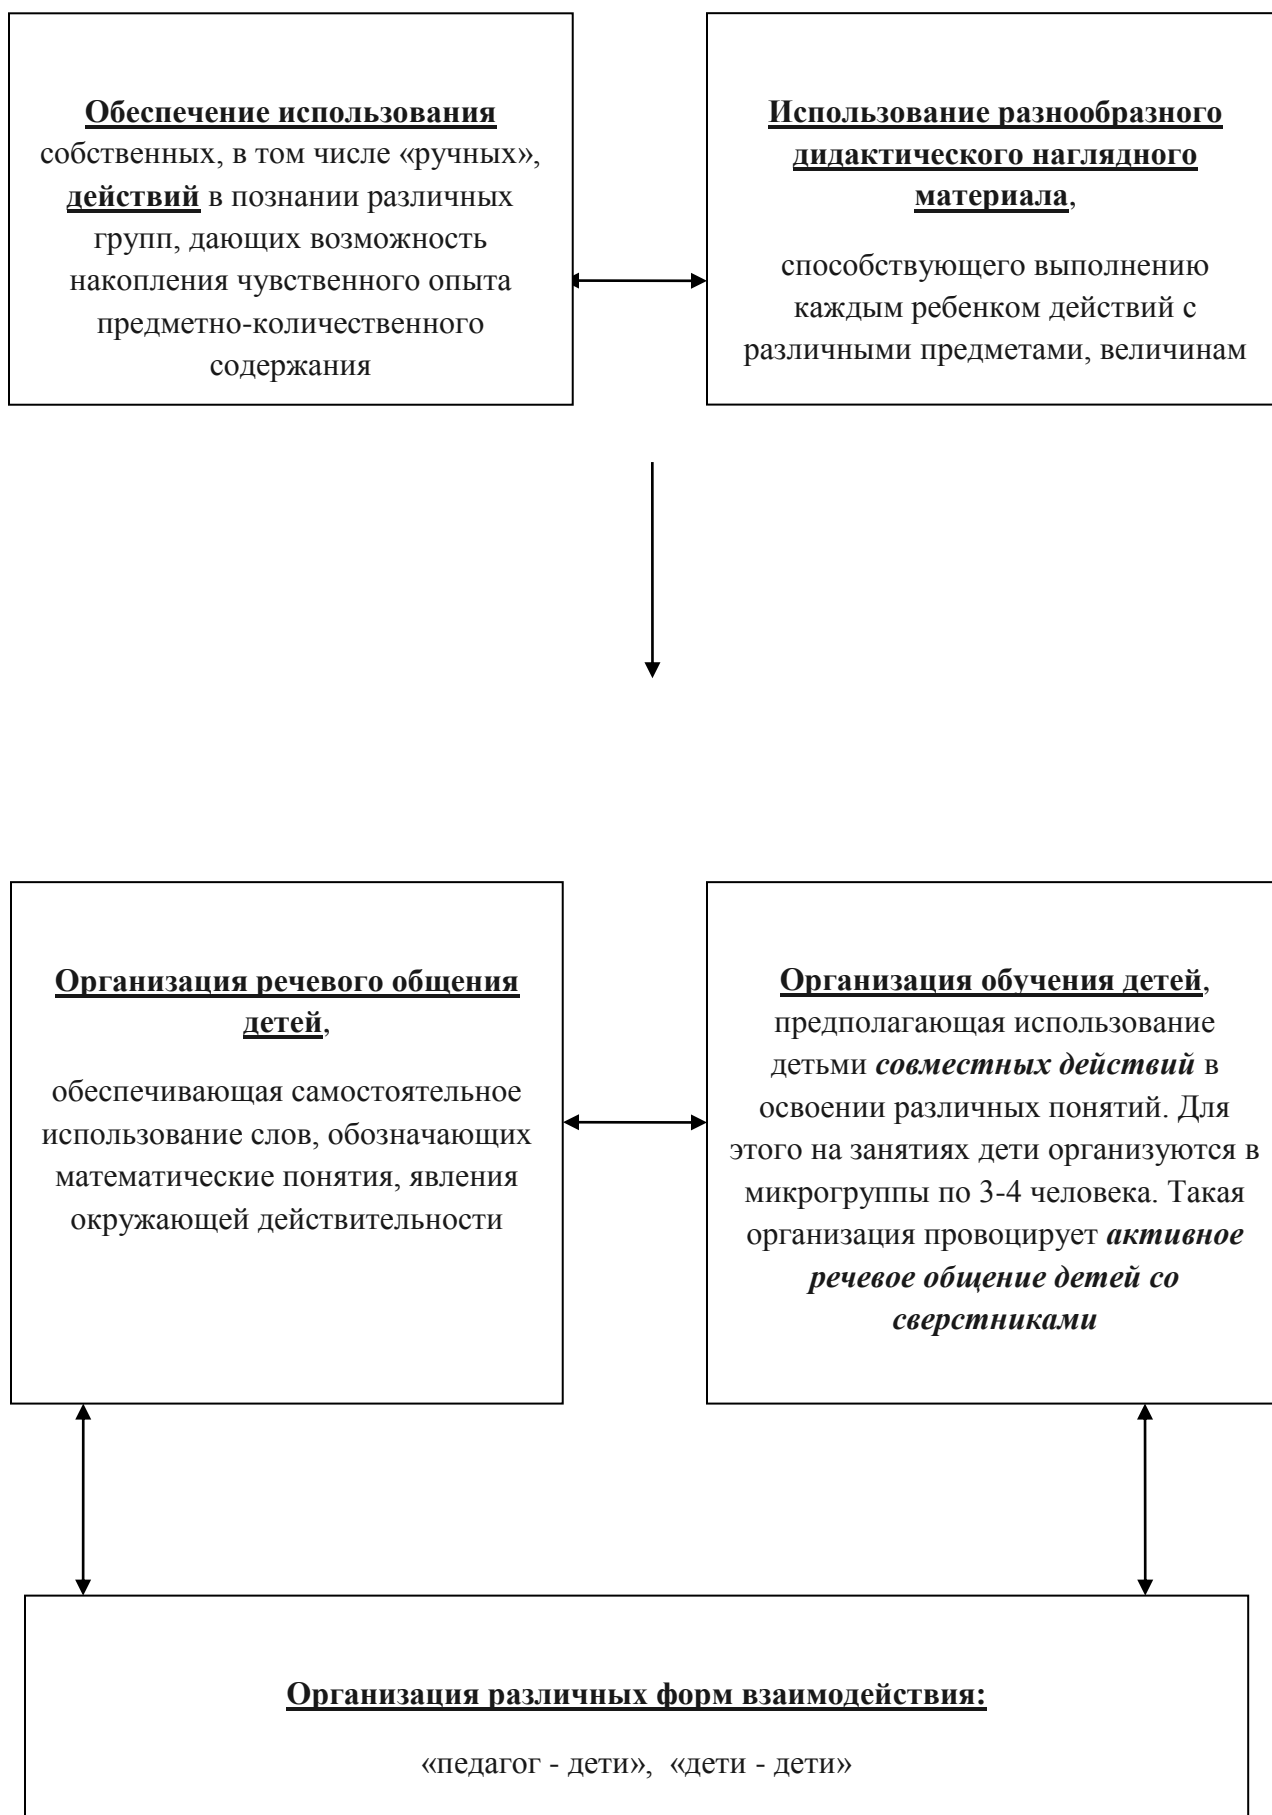 Обеспечение использования
собственных, в том числе «ручных»,
действий в познании различных
групп, дающих возможность
накопления чувственного опыта
предметно-количественного
содержания
Использование разнообразного
дидактического наглядного
материала,
способствующего выполнению
каждым ребенком действий с
различными предметами, величинам
Организация речевого общения
детей,
обеспечивающая самостоятельное
использование слов, обозначающих
математические понятия, явления
окружающей действительности
Организация обучения детей,
предполагающая использование
детьми совместных действий в
освоении различных понятий. Для
этого на занятиях дети организуются в
микрогруппы по 3-4 человека. Такая
организация провоцирует активное
речевое общение детей со
сверстниками
Организация различных форм взаимодействия:
«педагог - дети», «дети - дети»